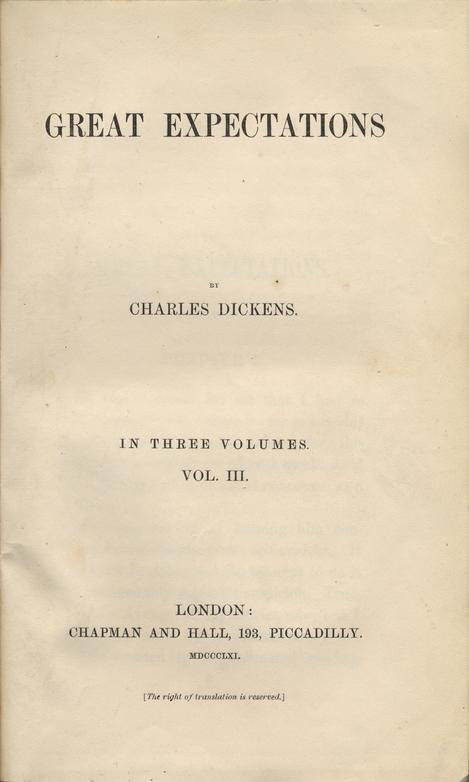 GREAT EXPECTATIONS
BY
CHARLES DICKENS.
IN THREE VOLUMES.
VOL. III.
LONDON:
CHAPMAN AND HALL, 193, PICCADILLY.
MDCCCLXI.
[The right of translation is reserved.]